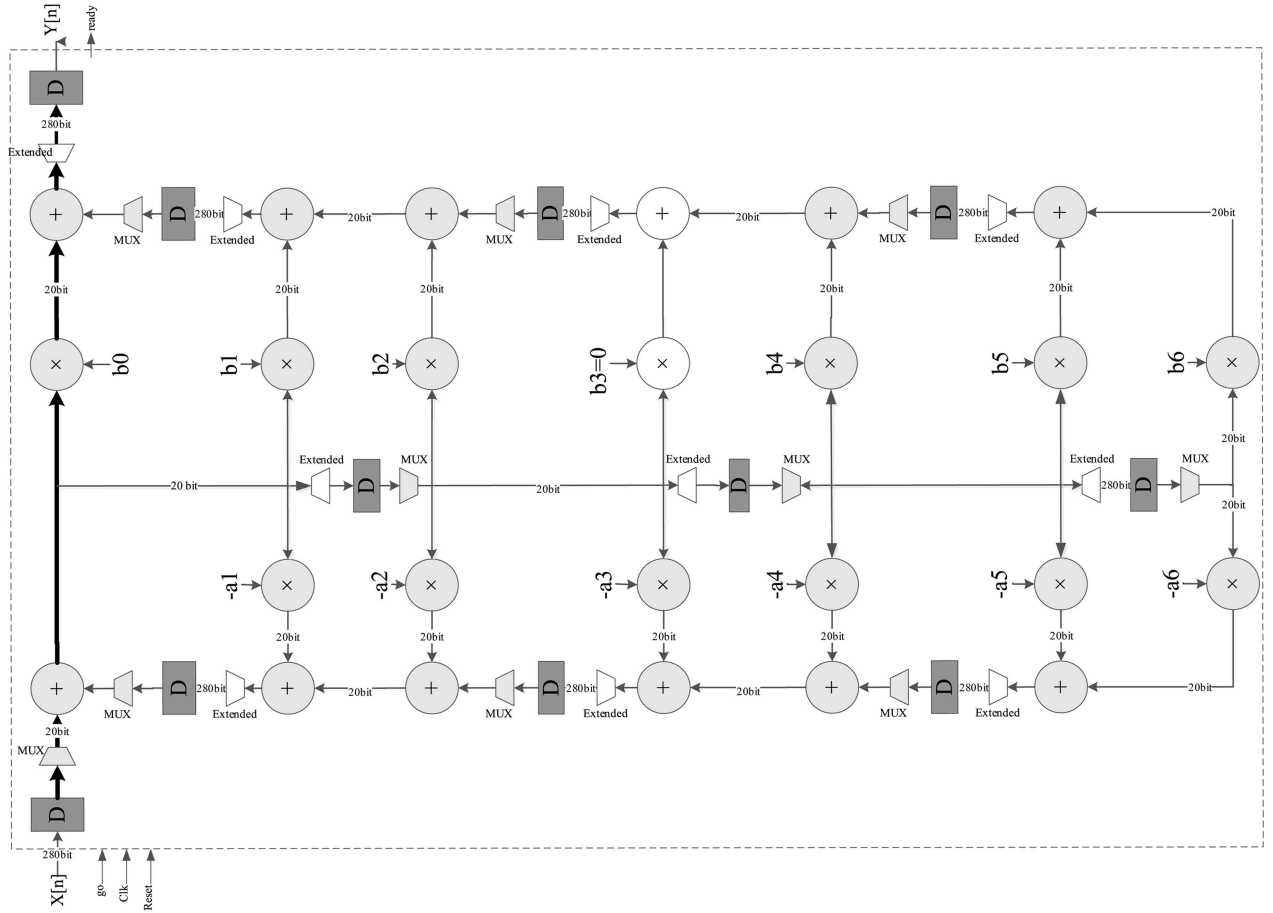 Y[n]
ready
D
280bit
Extended
+
MUX
D
280bit
Extended
+
20bit
+
MUX
D
280bit
Extended
+
20bit
+
MUX
D
280bit
Extended
+
20bit
20bit
20bit
20bit
20bit
20bit
×
b0
b1
×
b2
×
b3=0
×
b4
×
b5
×
b6
×
20bit
20 bit
Extended
D
MUX
20bit
Extended
D
MUX
Extended
280bit
D
MUX
20bit
-a1
×
-a2
×
-a3
×
-a4
×
-a5
×
-a6
×
20bit
20bit
20bit
20bit
20bit
+
MUX
D
280bit
Extended
+
20bit
+
MUX
D
280bit
Extended
+
20bit
+
MUX
D
280bit
Extended
+
20bit
20bit
MUX
D
280bit
X[n]
go
Clk
Reset